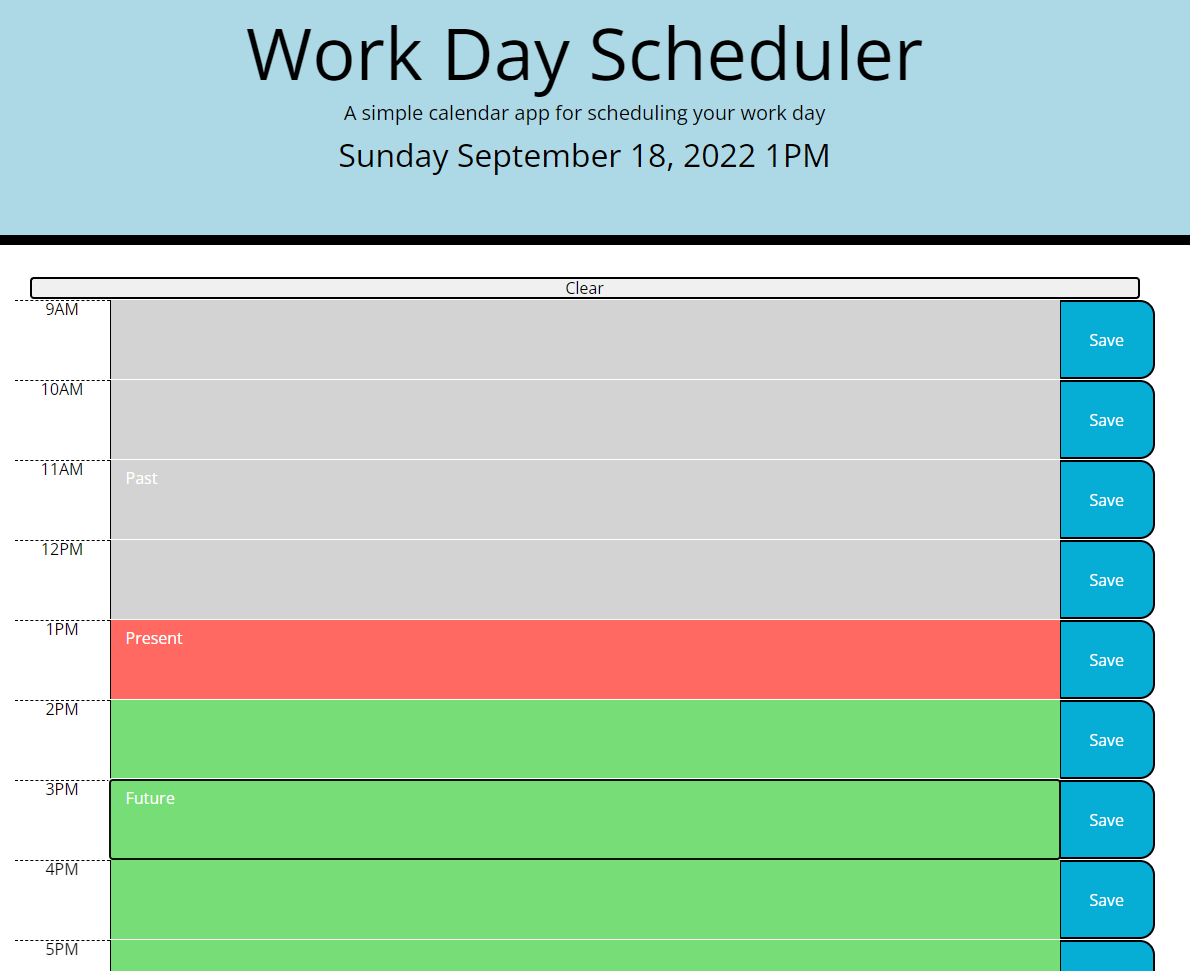 Work Day Scheduler
A simple calendar app for scheduling your work day
Sunday September 18, 2022 1PM
Clear
9AM Save
10AM Save
11AM Past Save
12PM Save
1PM Present Save
2PM Save
3PM Future Save
4PM Save
5PM